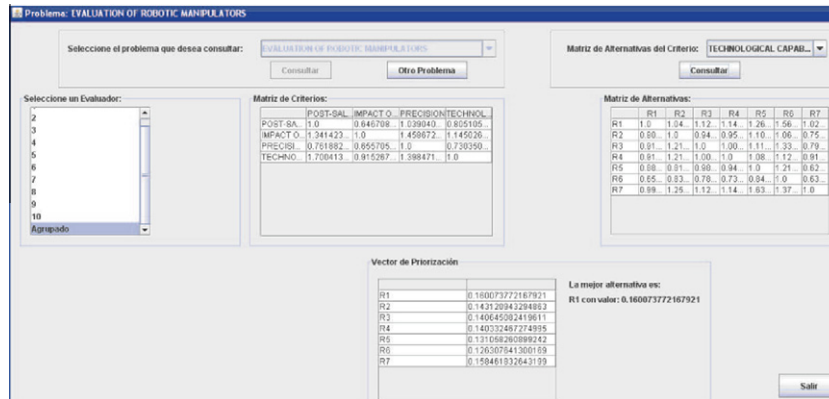 Problema: EVALUATION OF ROBOTIC MANIPULATORS
Seleccione el problema que desea consultar: EVALUATION OF ROBOTIC MANIPULATORS
Matriz de Alternativas del Criterio: TECHNOLOGICAL CAPAB...
Consultar Otro Problema Consultar
Seleccione un Evaluador:
2
3
4
5
6
7
8
9
10
Agrupado
Matriz de Criterios:
POST-SAL... IMPACT O... PRECISION TECHNOL...
POST-SA... 1.0 0.646708... 1.039040... 0.805105...
IMPACT O... 1.341423... 1.0 1.458672... 1.145026...
PRECISI... 0.761882... 0.655705... 1.0 0.730350...
TECHNO... 1.700413... 0.915267... 1.398471... 1.0
Matriz de Alternativas:
R1 R2 R3 R4 R5 R6 R7
R1 1.0 1.04... 1.12... 1.14... 1.26... 1.56... 1.02...
R2 0.80... 1.0 0.94... 0.95... 1.10... 1.06... 0.75...
R3 0.91... 1.21... 1.0 1.00... 1.11... 1.33... 0.79...
R4 0.91... 1.21... 1.00... 1.0 1.08... 1.12... 0.91...
R5 0.88... 0.91... 0.90... 0.94... 1.0 1.21... 0.62...
R6 0.65... 0.83... 0.78... 0.73... 0.84... 1.0 0.63...
R7 0.99... 1.25... 1.12... 1.14... 1.63... 1.37... 1.0
Vector de Priorización
R1 0.160073772167921
R2 0.143120943294863
R3 0.140645082419611
R4 0.140332467274995
R5 0.131058260899242
R6 0.126307641300169
R7 0.158461832643199
La mejor alternativa es:
R1 con valor: 0.160073772167921
Salir